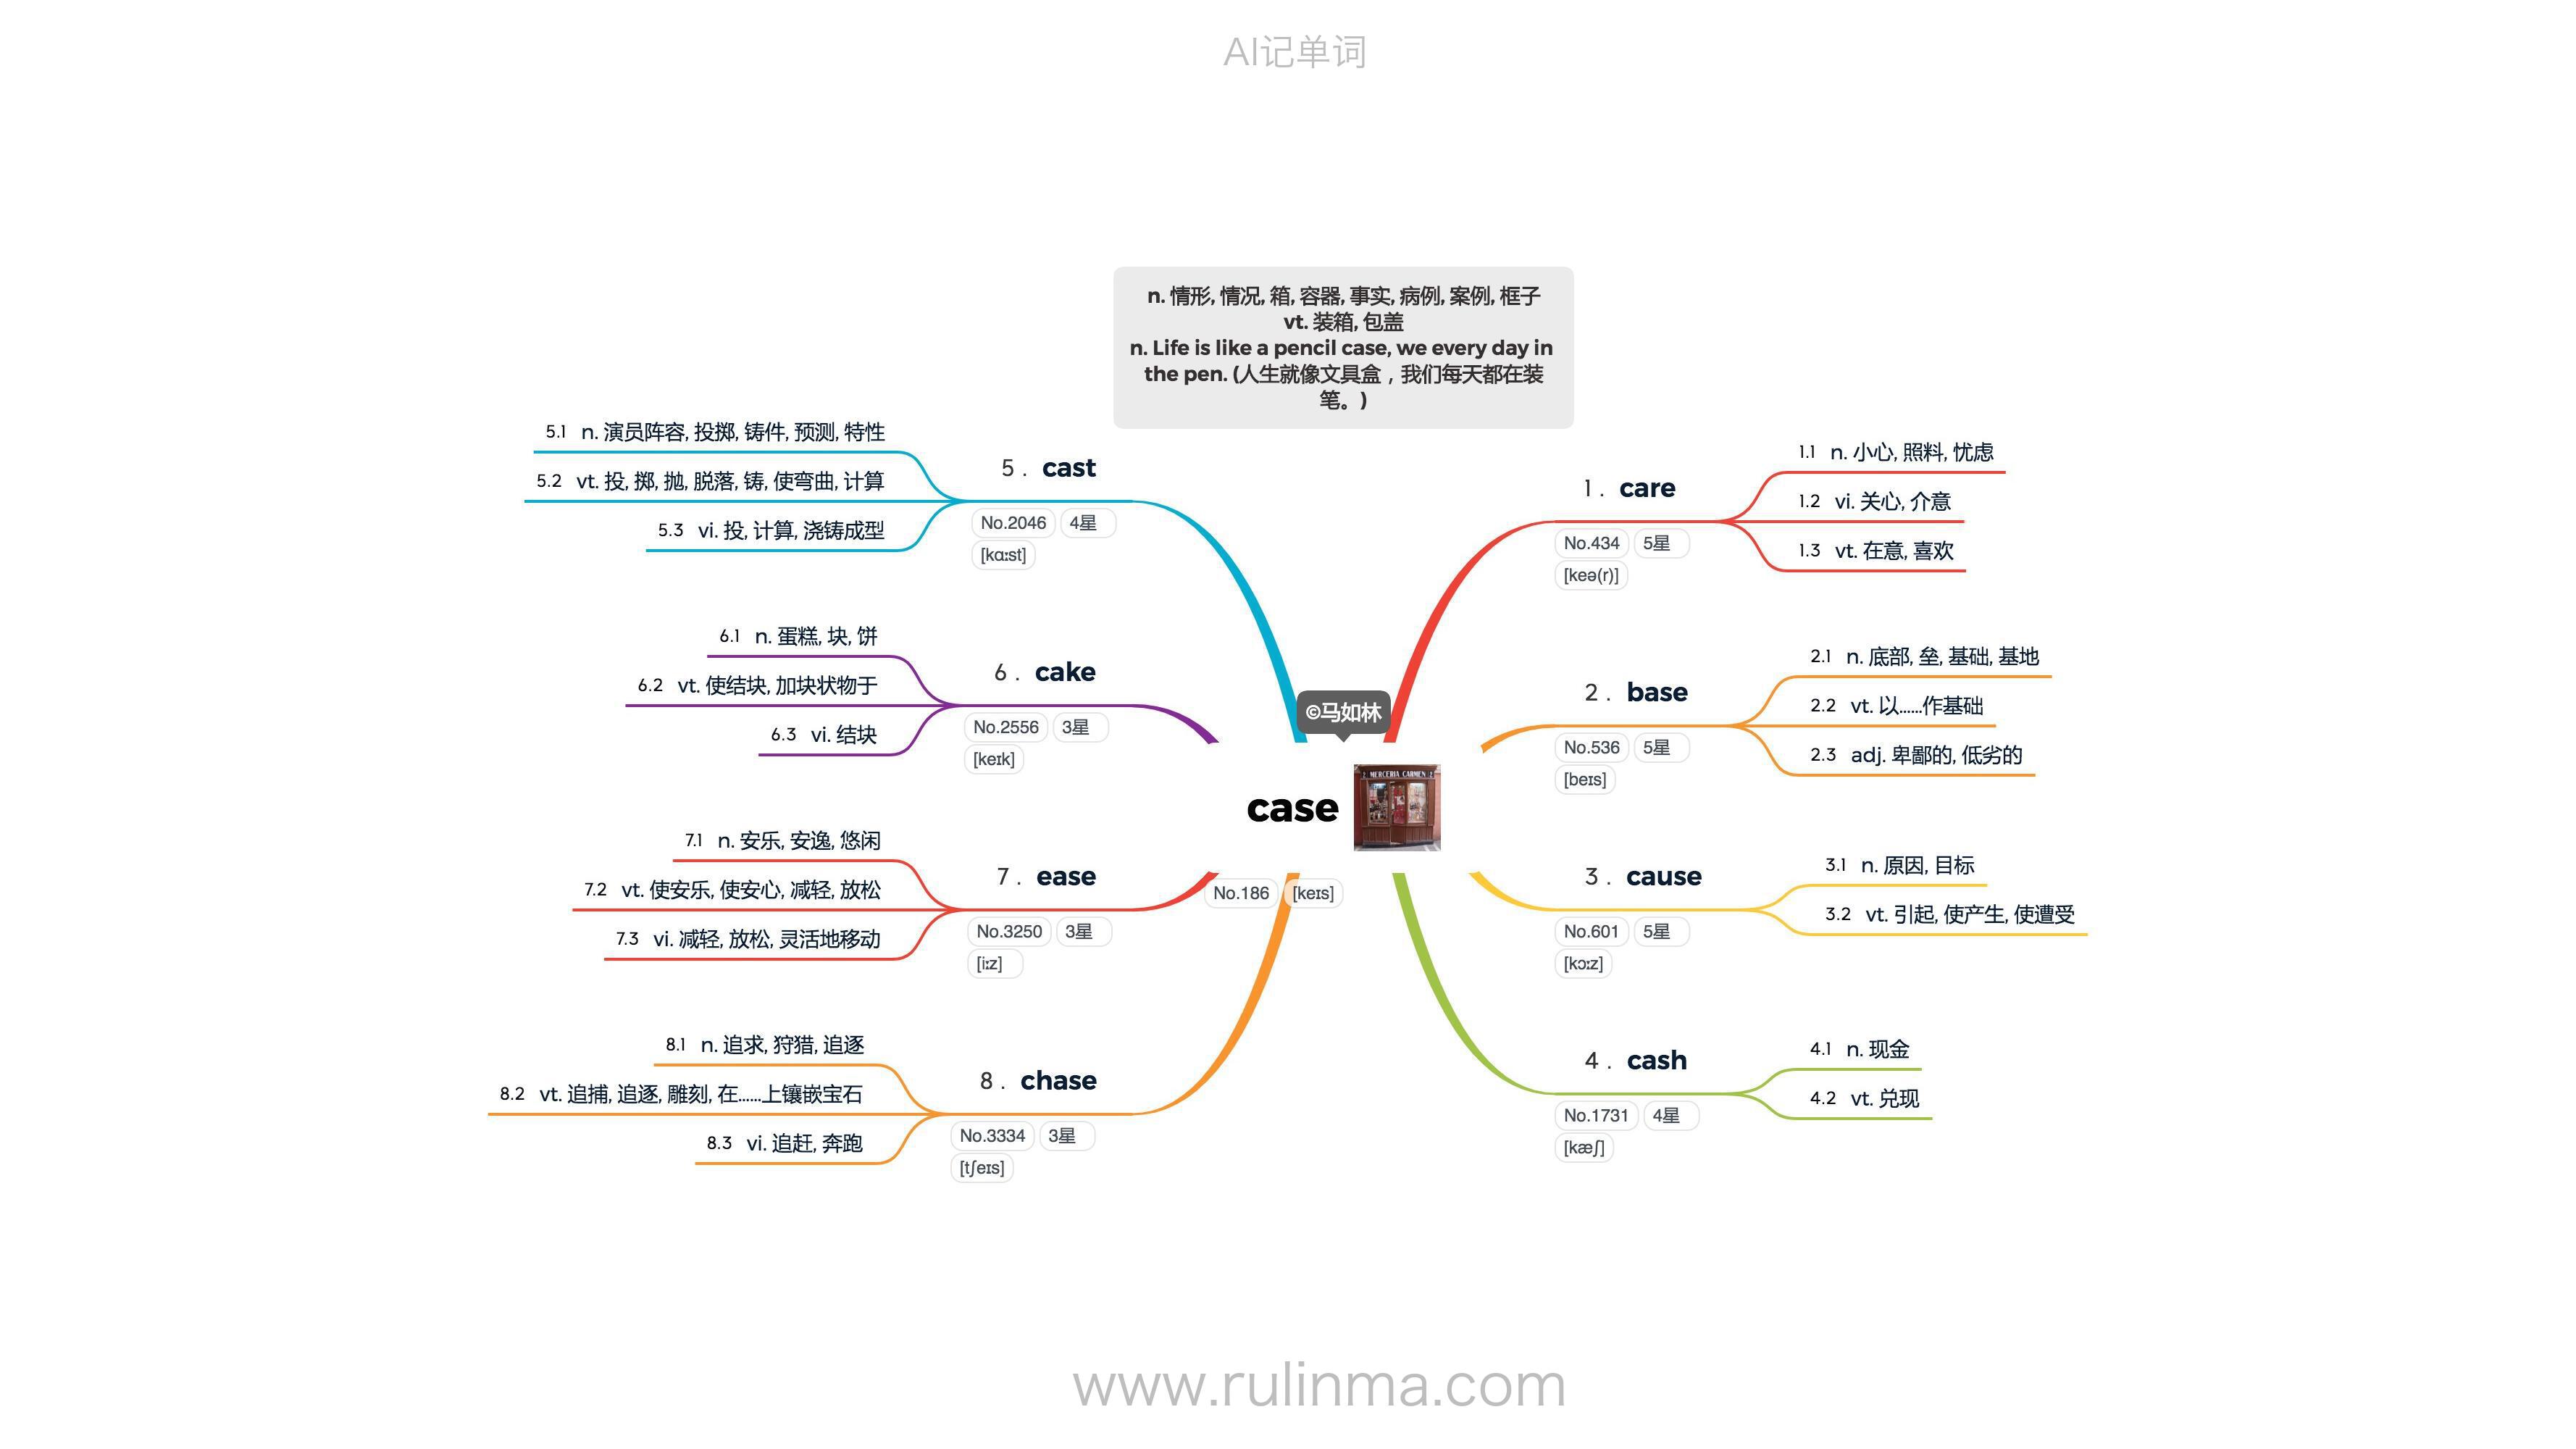 AI记单词
n. 情形, 情况, 箱, 容器, 事实, 病例, 案例, 框子
vt. 装箱, 包盖
n. Life is like a pencil case, we every day in
the pen. (人生就像文具盒，我们每天都在装
笔。)
©马如林
case
MERCERIA CARMEN
No.186 [keɪs]
1. care
No.434 5星
[keə(r)]
1.1 n. 小心, 照料, 忧虑
1.2 vi. 关心, 介意
1.3 vt. 在意, 喜欢
2. base
No.536 5星
[beɪs]
2.1 n. 底部, 垒, 基础, 基地
2.2 vt. 以……作基础
2.3 adj. 卑鄙的, 低劣的
3. cause
No.601 5星
[kɔːz]
3.1 n. 原因, 目标
3.2 vt. 引起, 使产生, 使遭受
4. cash
No.1731 4星
[kæʃ]
4.1 n. 现金
4.2 vt. 兑现
5. cast
No.2046 4星
[kɑːst]
5.1 n. 演员阵容, 投掷, 铸件, 预测, 特性
5.2 vt. 投, 掷, 抛, 脱落, 铸, 使弯曲, 计算
5.3 vi. 投, 计算, 浇铸成型
6. cake
No.2556 3星
[keɪk]
6.1 n. 蛋糕, 块, 饼
6.2 vt. 使结块, 加块状物于
6.3 vi. 结块
7. ease
No.3250 3星
[iːz]
7.1 n. 安乐, 安逸, 悠闲
7.2 vt. 使安乐, 使安心, 减轻, 放松
7.3 vi. 减轻, 放松, 灵活地移动
8. chase
No.3334 3星
[tʃeɪs]
8.1 n. 追求, 狩猎, 追逐
8.2 vt. 追捕, 追逐, 雕刻, 在……上镶嵌宝石
8.3 vi. 追赶, 奔跑
www.rulinma.com